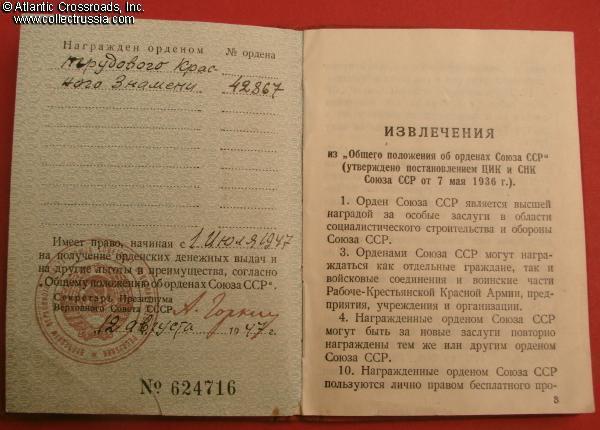 © Atlantic Crossroads, Inc.
www.collectrussia.com
Награжден орденом № ордена
трудового Крас-
ного Знамени 42867
Имеет право, начиная с 1 Июля 1947
на получение орденских денежных выдач и
на другие льготы и преимущества, согласно
„Общему положению об орденах Союза ССР“.
Секретарь Президиума
Верховного Совета СССР А. Горкин
„12 августа 1947 г.
№ 624716
ИЗВЛЕЧЕНИЯ
из „Общего положения об орденах Союза ССР“
(утверждено постановлением ЦИК и СНК
Союза ССР от 7 мая 1936 г.).
1. Орден Союза ССР является высшей
наградой за особые заслуги в области
социалистического строительства и обороны
Союза ССР.
3. Орденами Союза ССР могут наг-
раждаться как отдельные граждане, так и
войсковые соединения и воинские части
Рабоче-Крестьянской Красной Армии, пред-
приятия, учреждения и организации.
4. Награжденные орденом Союза ССР
могут быть за новые заслуги повторно
награждены тем же или другим орденом
Союза ССР.
10. Награжденные орденом Союза ССР
пользуются лично правом бесплатного про-
3